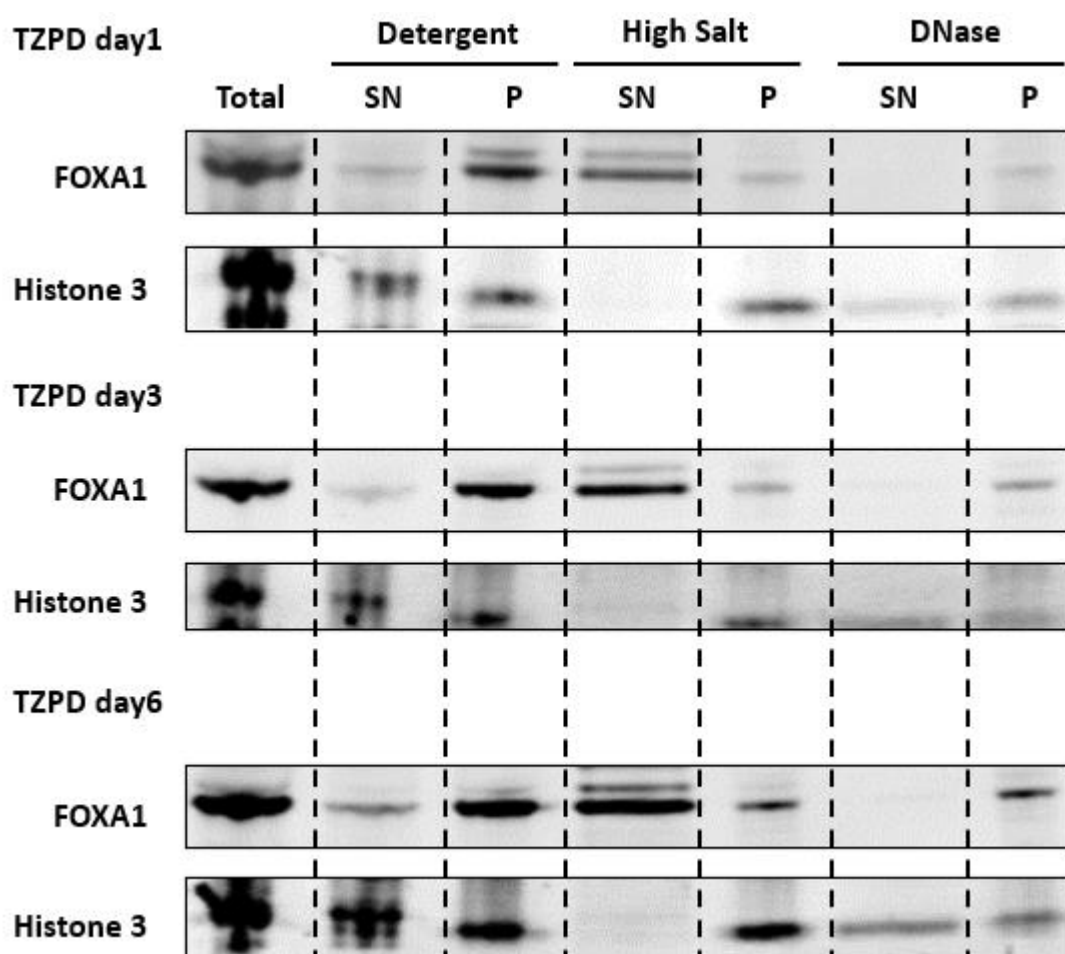 TZPD day1 Detergent High Salt DNase
Total SN P SN P SN P
FOXA1
Histone 3
TZPD day3
FOXA1
Histone 3
TZPD day6
FOXA1
Histone 3